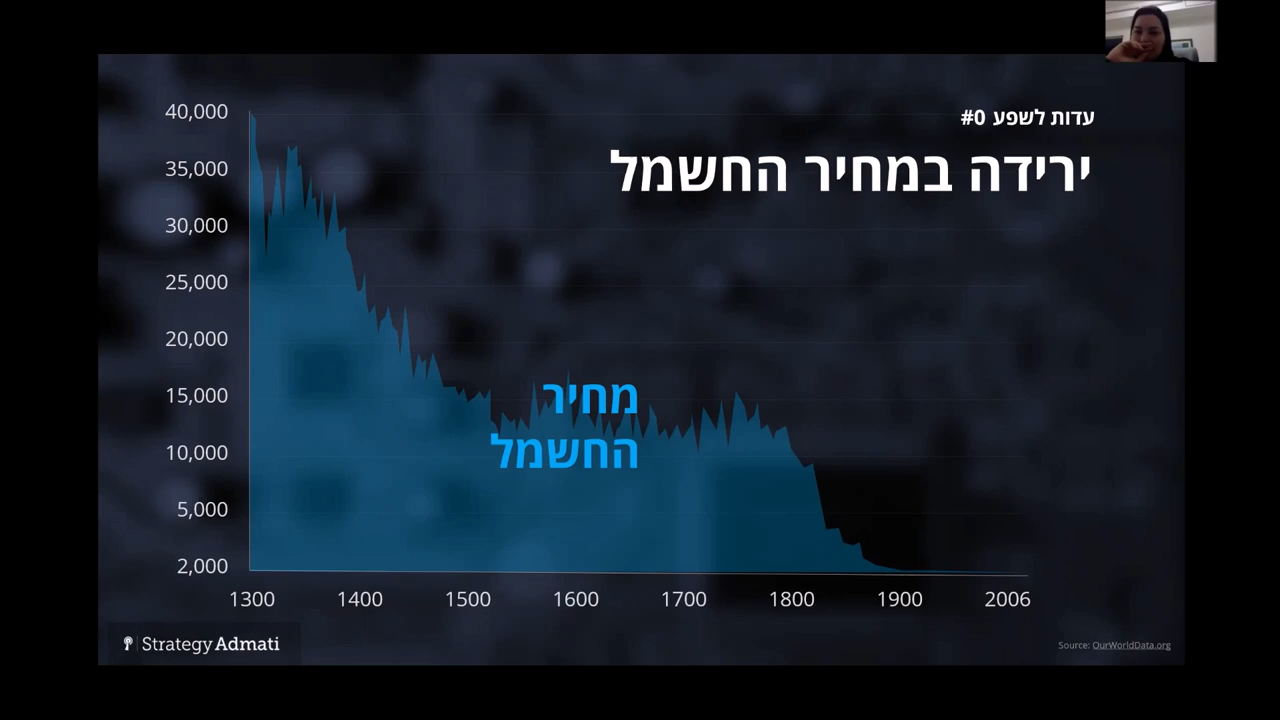 עדות לשפע #0
ירידה במחיר החשמל
40,000
35,000
30,000
25,000
20,000
15,000
10,000
5,000
2,000
מחיר
החשמל
1300 1400 1500 1600 1700 1800 1900 2006
Strategy Admati
Source: OurWorldData.org